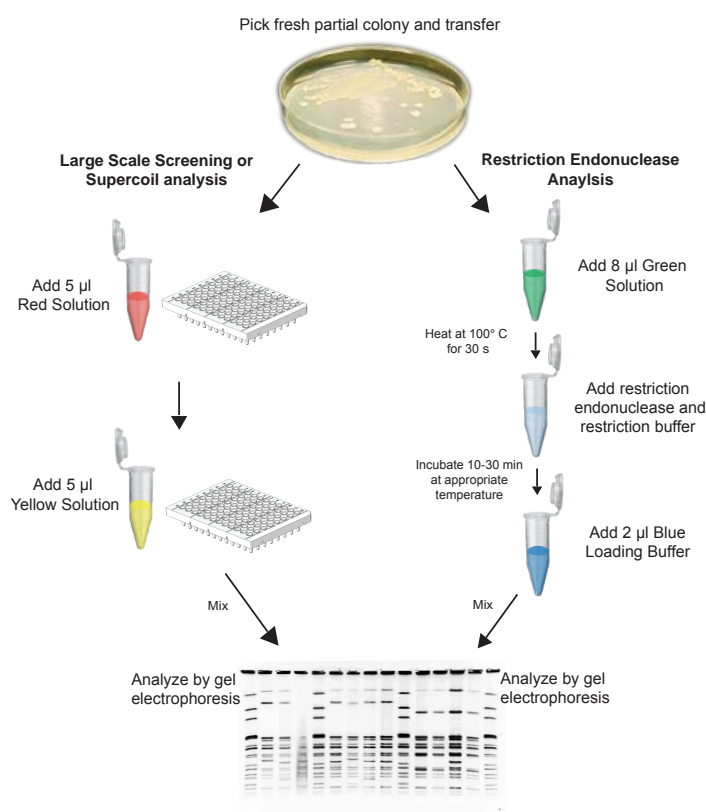 Pick fresh partial colony and transfer
Large Scale Screening or
Supercoil analysis
Add 5 µl
Red Solution
Add 5 µl
Yellow Solution
Mix
Analyze by gel
electrophoresis
Restriction Endonuclease
Anaylsis
Add 8 µl Green
Solution
Heat at 100° C
for 30 s
Add restriction
endonuclease and
restriction buffer
Incubate 10-30 min
at appropriate
temperature
Add 2 µl Blue
Loading Buffer
Mix
Analyze by gel
electrophoresis